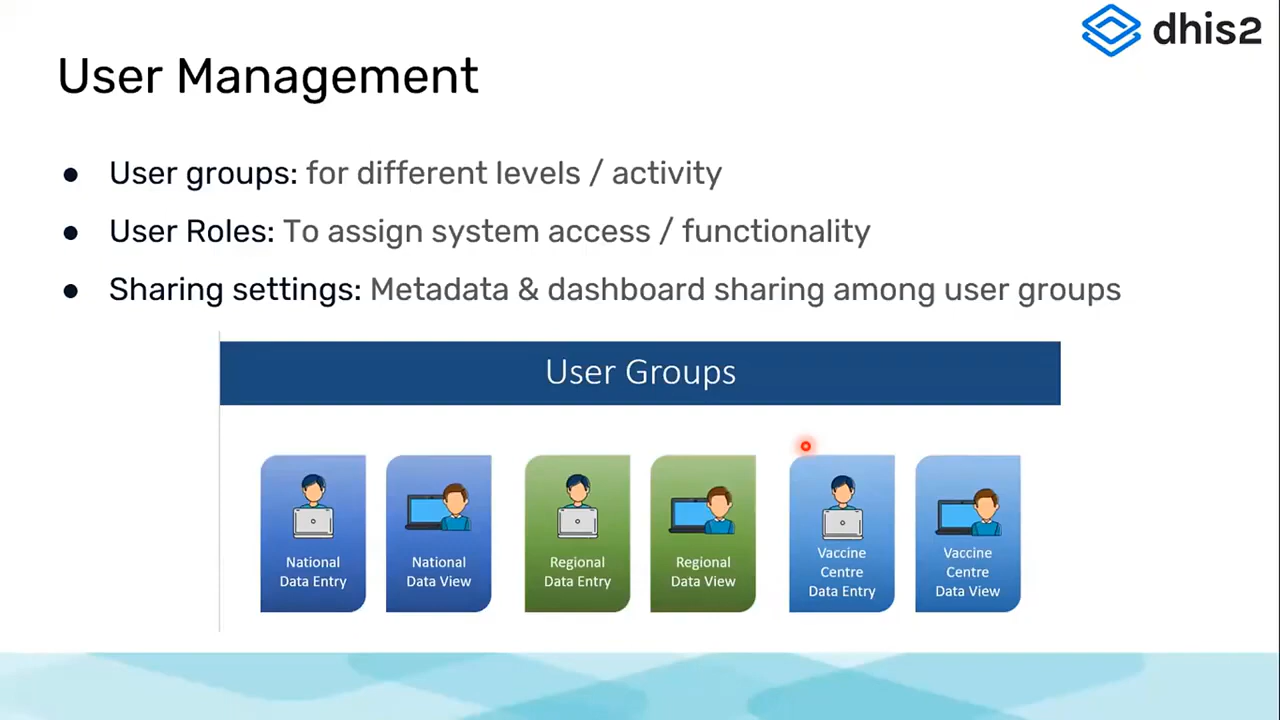 dhis2
User Management
● User groups: for different levels / activity
● User Roles: To assign system access / functionality
● Sharing settings: Metadata & dashboard sharing among user groups
User Groups
National
Data Entry
National
Data View
Regional
Data Entry
Regional
Data View
Vaccine
Centre
Data Entry
Vaccine
Centre
Data View